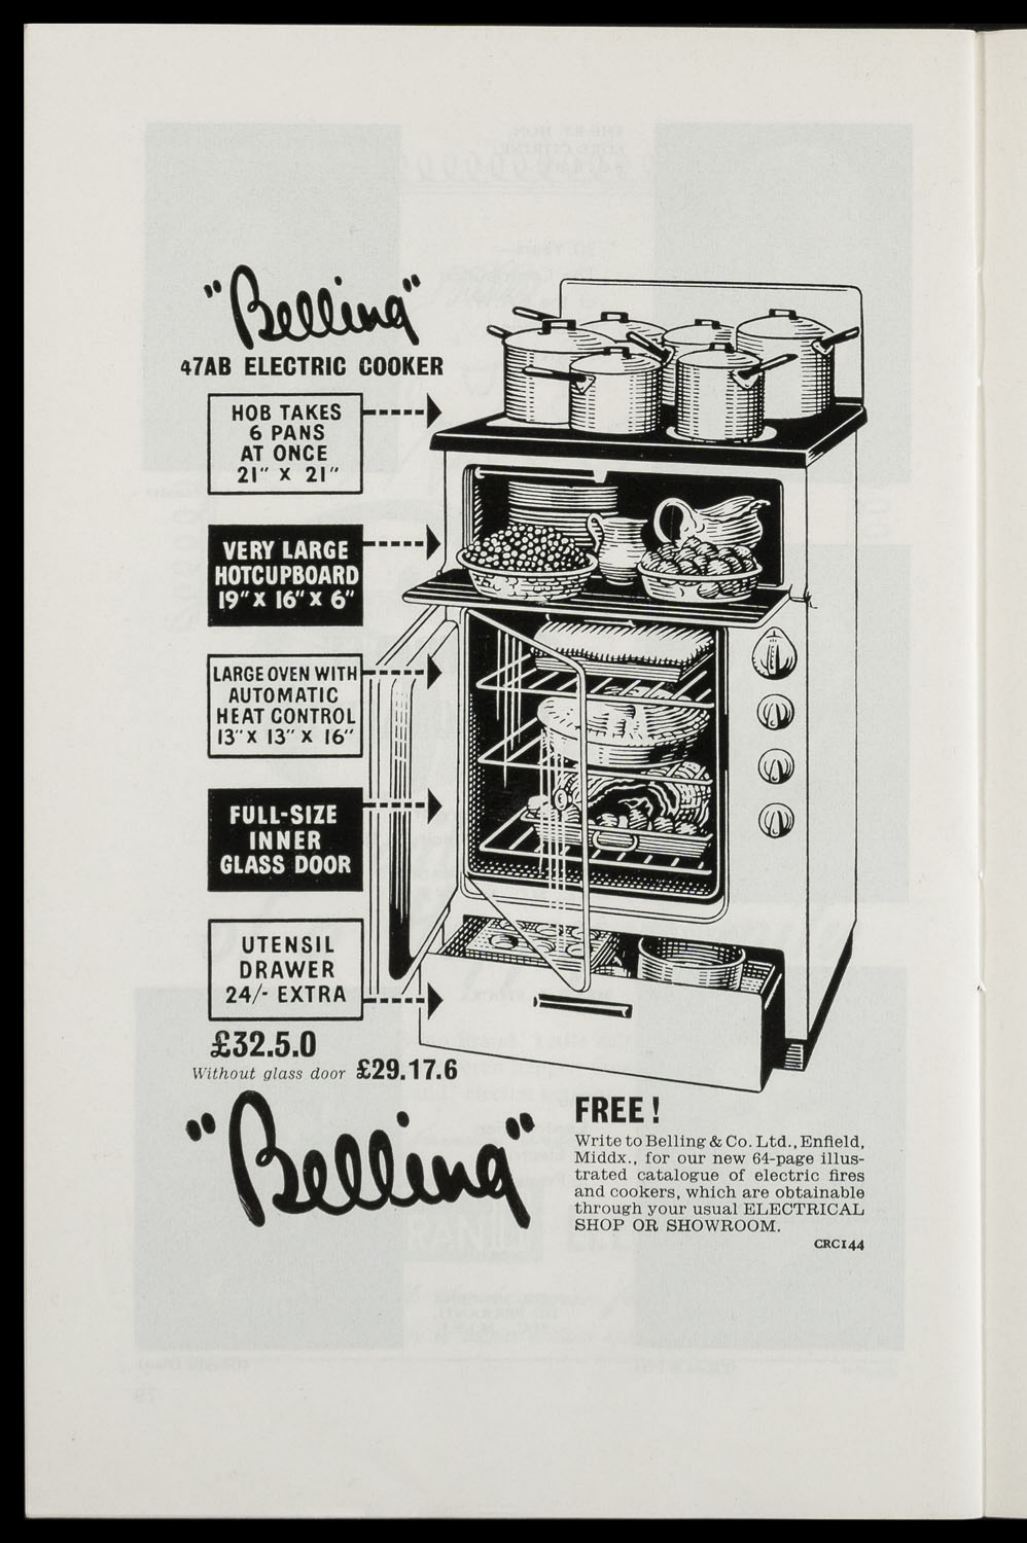 "Belling"
47AB ELECTRIC COOKER
HOB TAKES
6 PANS
AT ONCE
21" X 21"
VERY LARGE
HOTCUPBOARD
19" X 16" X 6"
LARGE OVEN WITH
AUTOMATIC
HEAT CONTROL
13" X 13" X 16"
FULL-SIZE
INNER
GLASS DOOR
UTENSIL
DRAWER
24/- EXTRA
£32.5.0
Without glass door £29.17.6
"Belling"
FREE!
Write to Belling & Co. Ltd., Enfield,
Middx., for our new 64-page illus-
trated catalogue of electric fires
and cookers, which are obtainable
through your usual ELECTRICAL
SHOP OR SHOWROOM.
CRC144